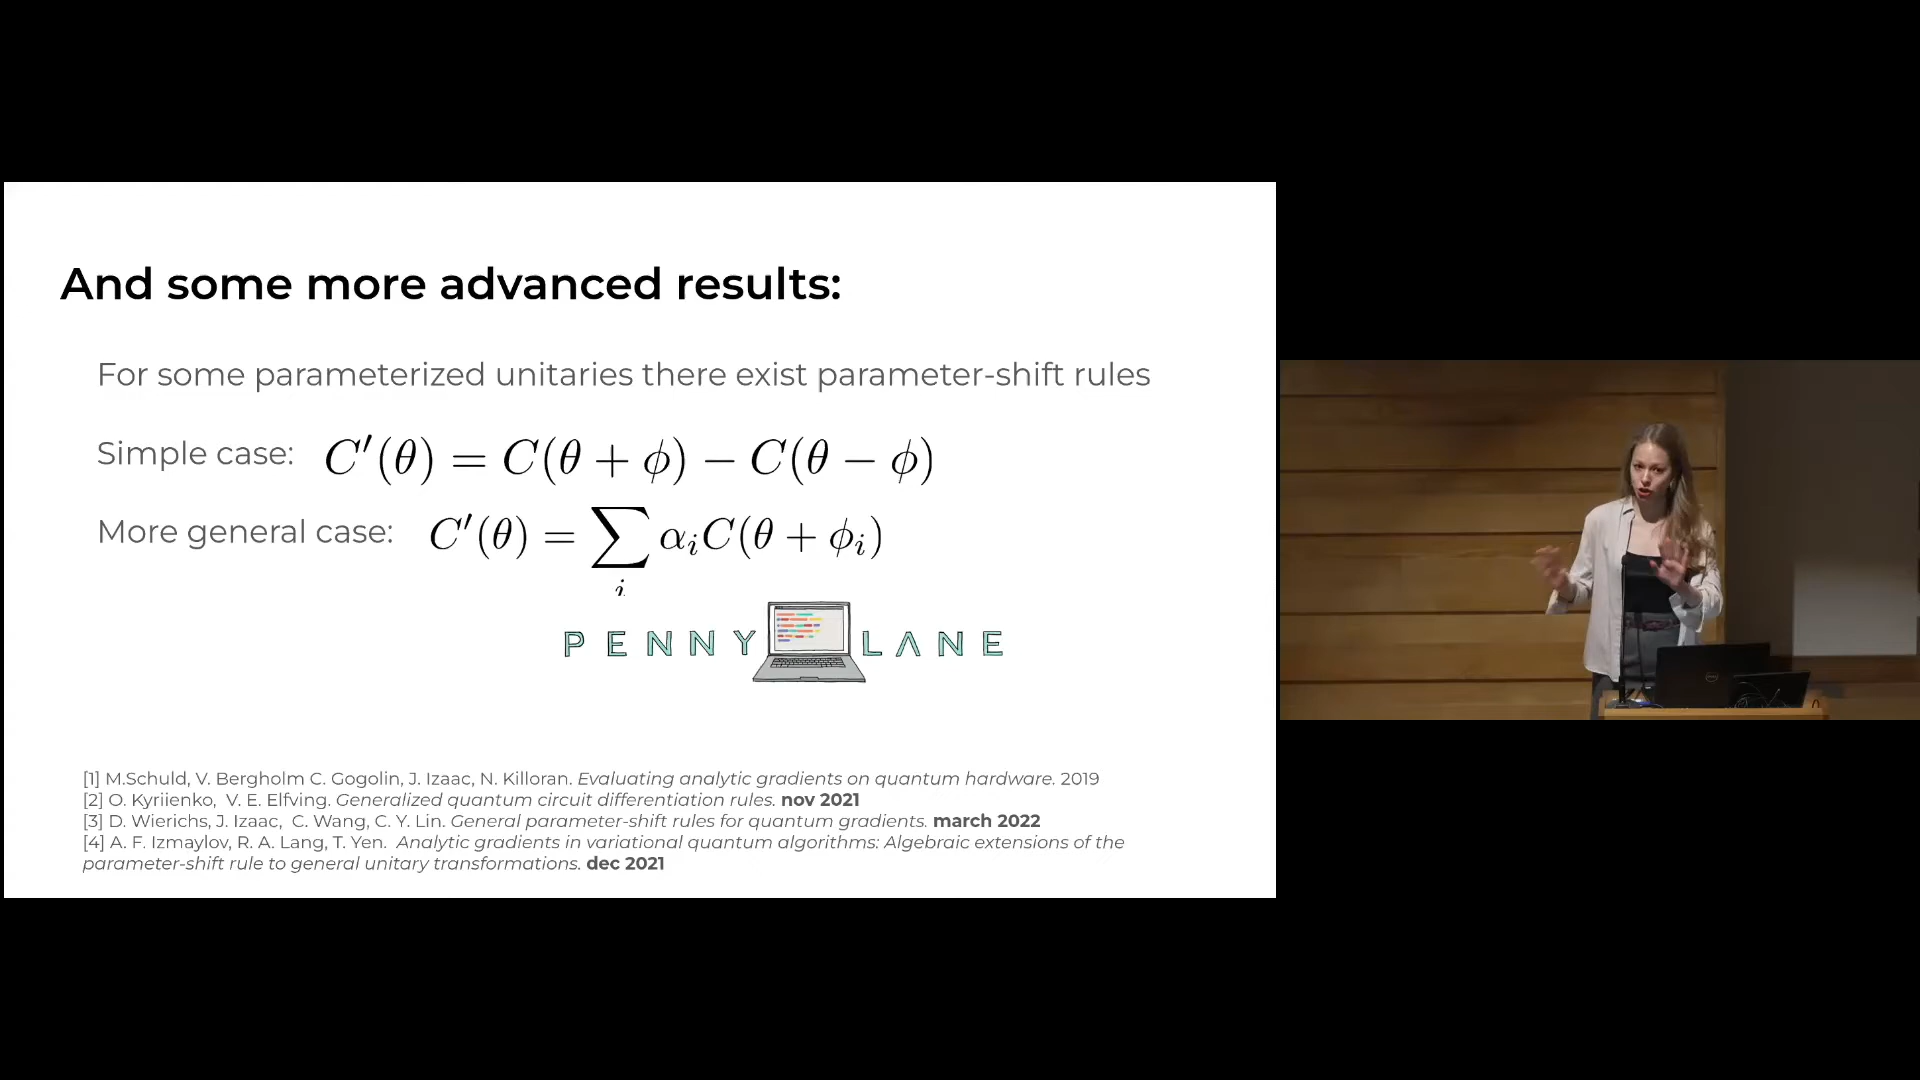 And some more advanced results:
For some parameterized unitaries there exist parameter-shift rules
Simple case: C′(θ) = C(θ + ϕ) − C(θ − ϕ)
More general case: C′(θ) = ∑ᵢ αᵢC(θ + ϕᵢ)
PENNYLANE
[1] M.Schuld, V. Bergholm C. Gogolin, J. Izaac, N. Killoran. Evaluating analytic gradients on quantum hardware. 2019
[2] O. Kyriienko, V. E. Elfving. Generalized quantum circuit differentiation rules. nov 2021
[3] D. Wierichs, J. Izaac, C. Wang, C. Y. Lin. General parameter-shift rules for quantum gradients. march 2022
[4] A. F. Izmaylov, R. A. Lang, T. Yen. Analytic gradients in variational quantum algorithms: Algebraic extensions of the
parameter-shift rule to general unitary transformations. dec 2021